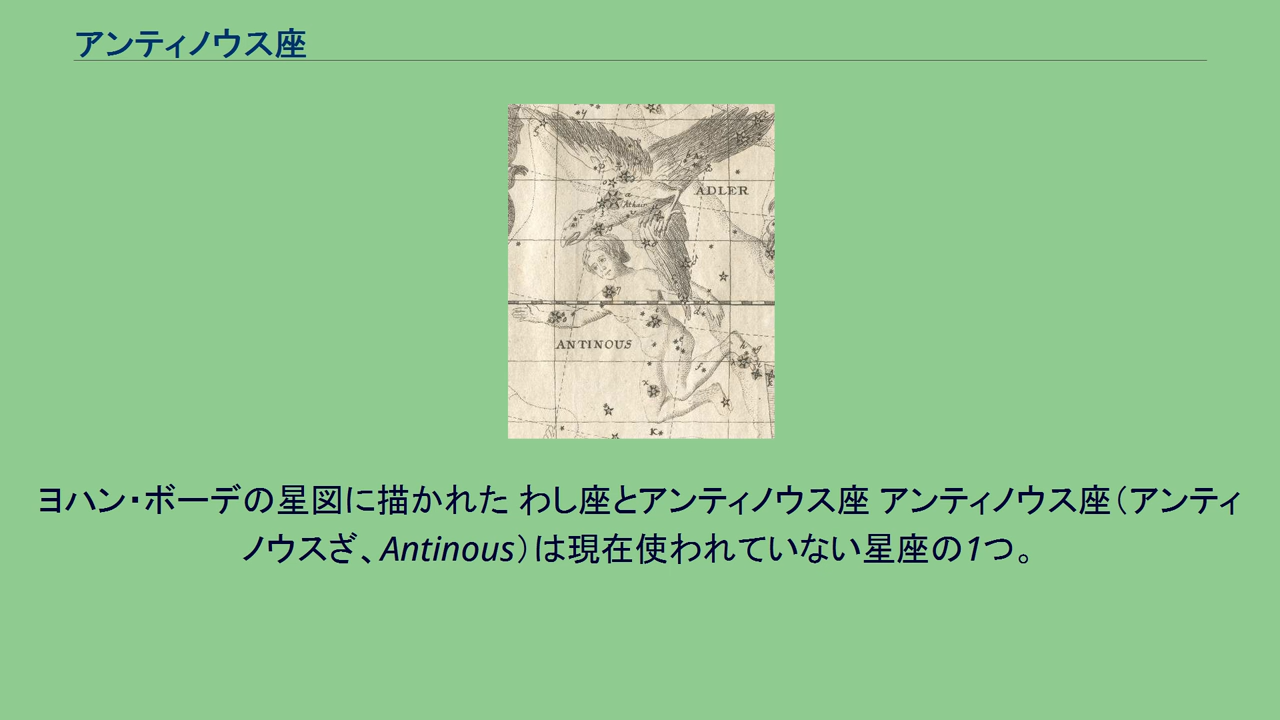 アンティノウス座
ADLER
Athair
ANTINOUS
ヨハン・ボーデの星図に描かれた わし座とアンティノウス座 アンティノウス座（アンティ
ノウスざ、Antinous）は現在使われていない星座の1つ。